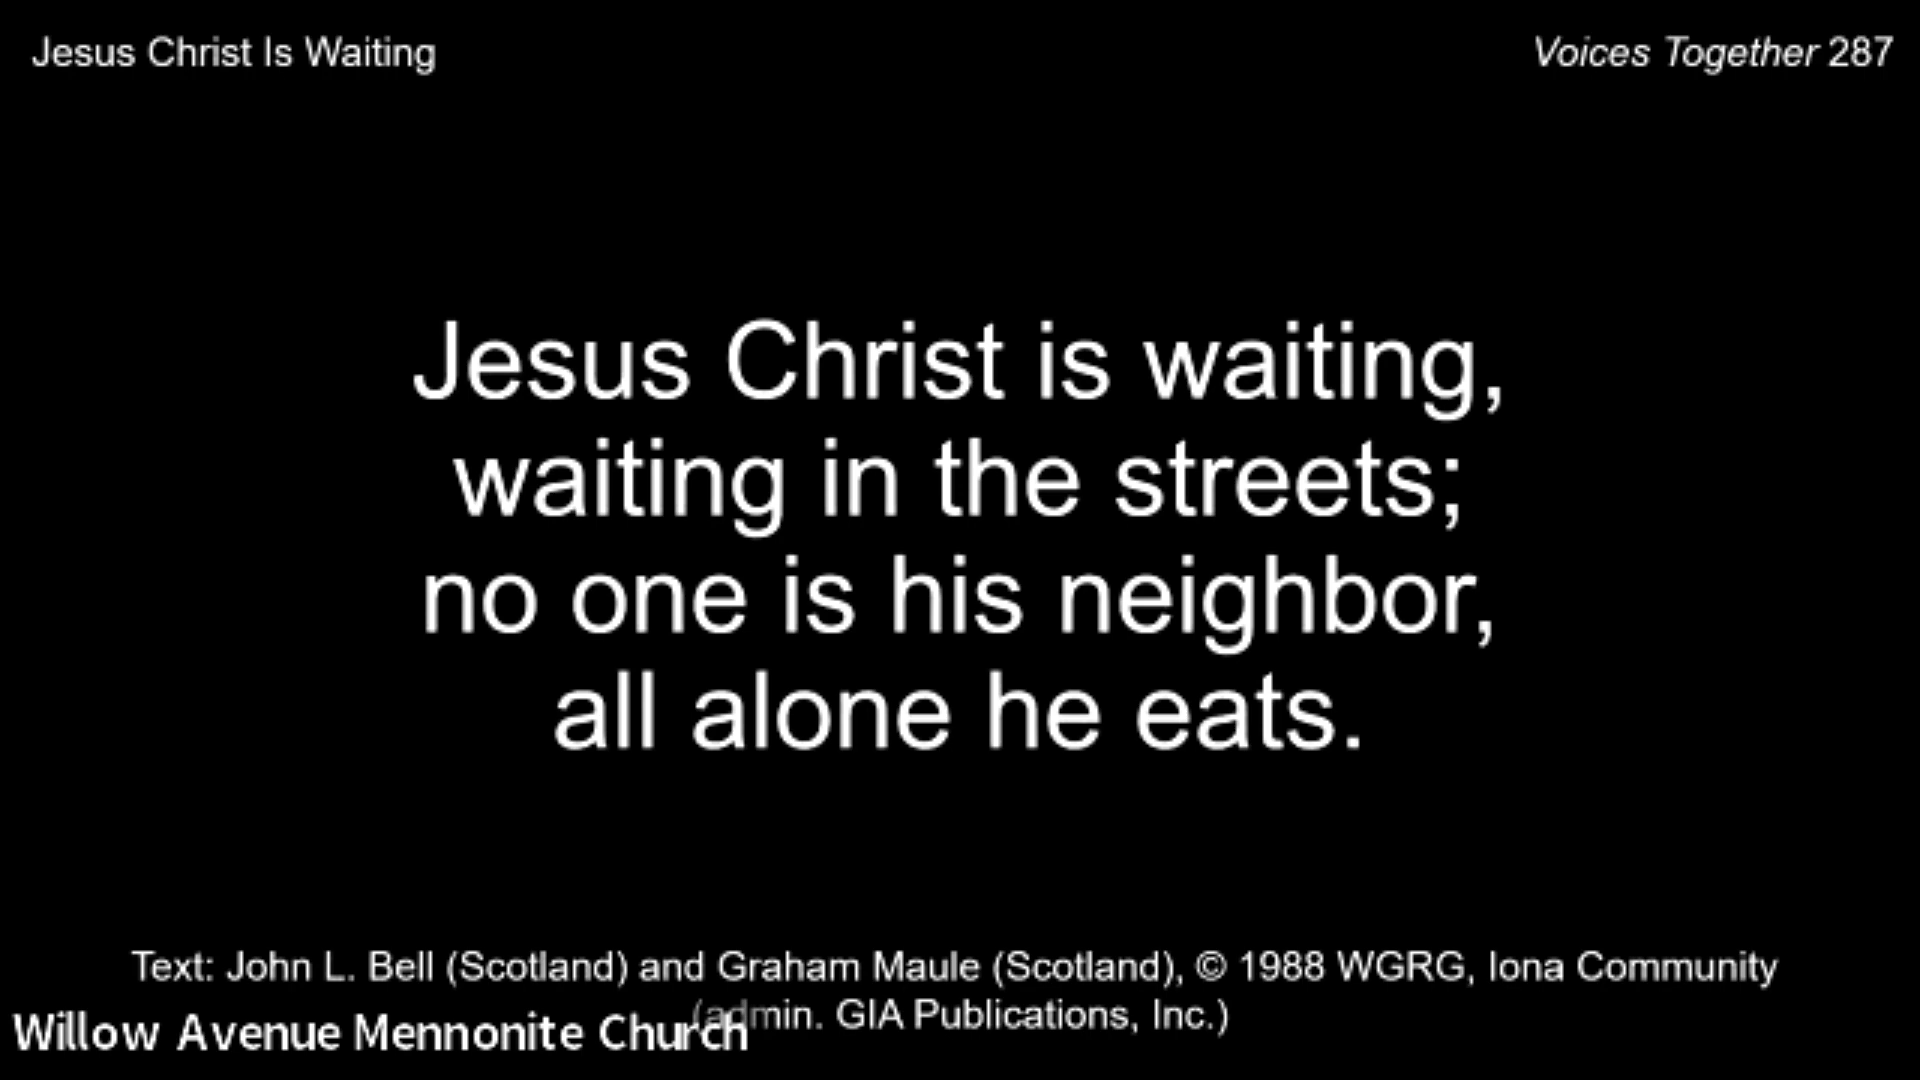 Jesus Christ Is Waiting
Voices Together 287
Jesus Christ is waiting,
waiting in the streets;
no one is his neighbor,
all alone he eats.
Text: John L. Bell (Scotland) and Graham Maule (Scotland), © 1988 WGRG, Iona Community
(admin. GIA Publications, Inc.)
Willow Avenue Mennonite Church